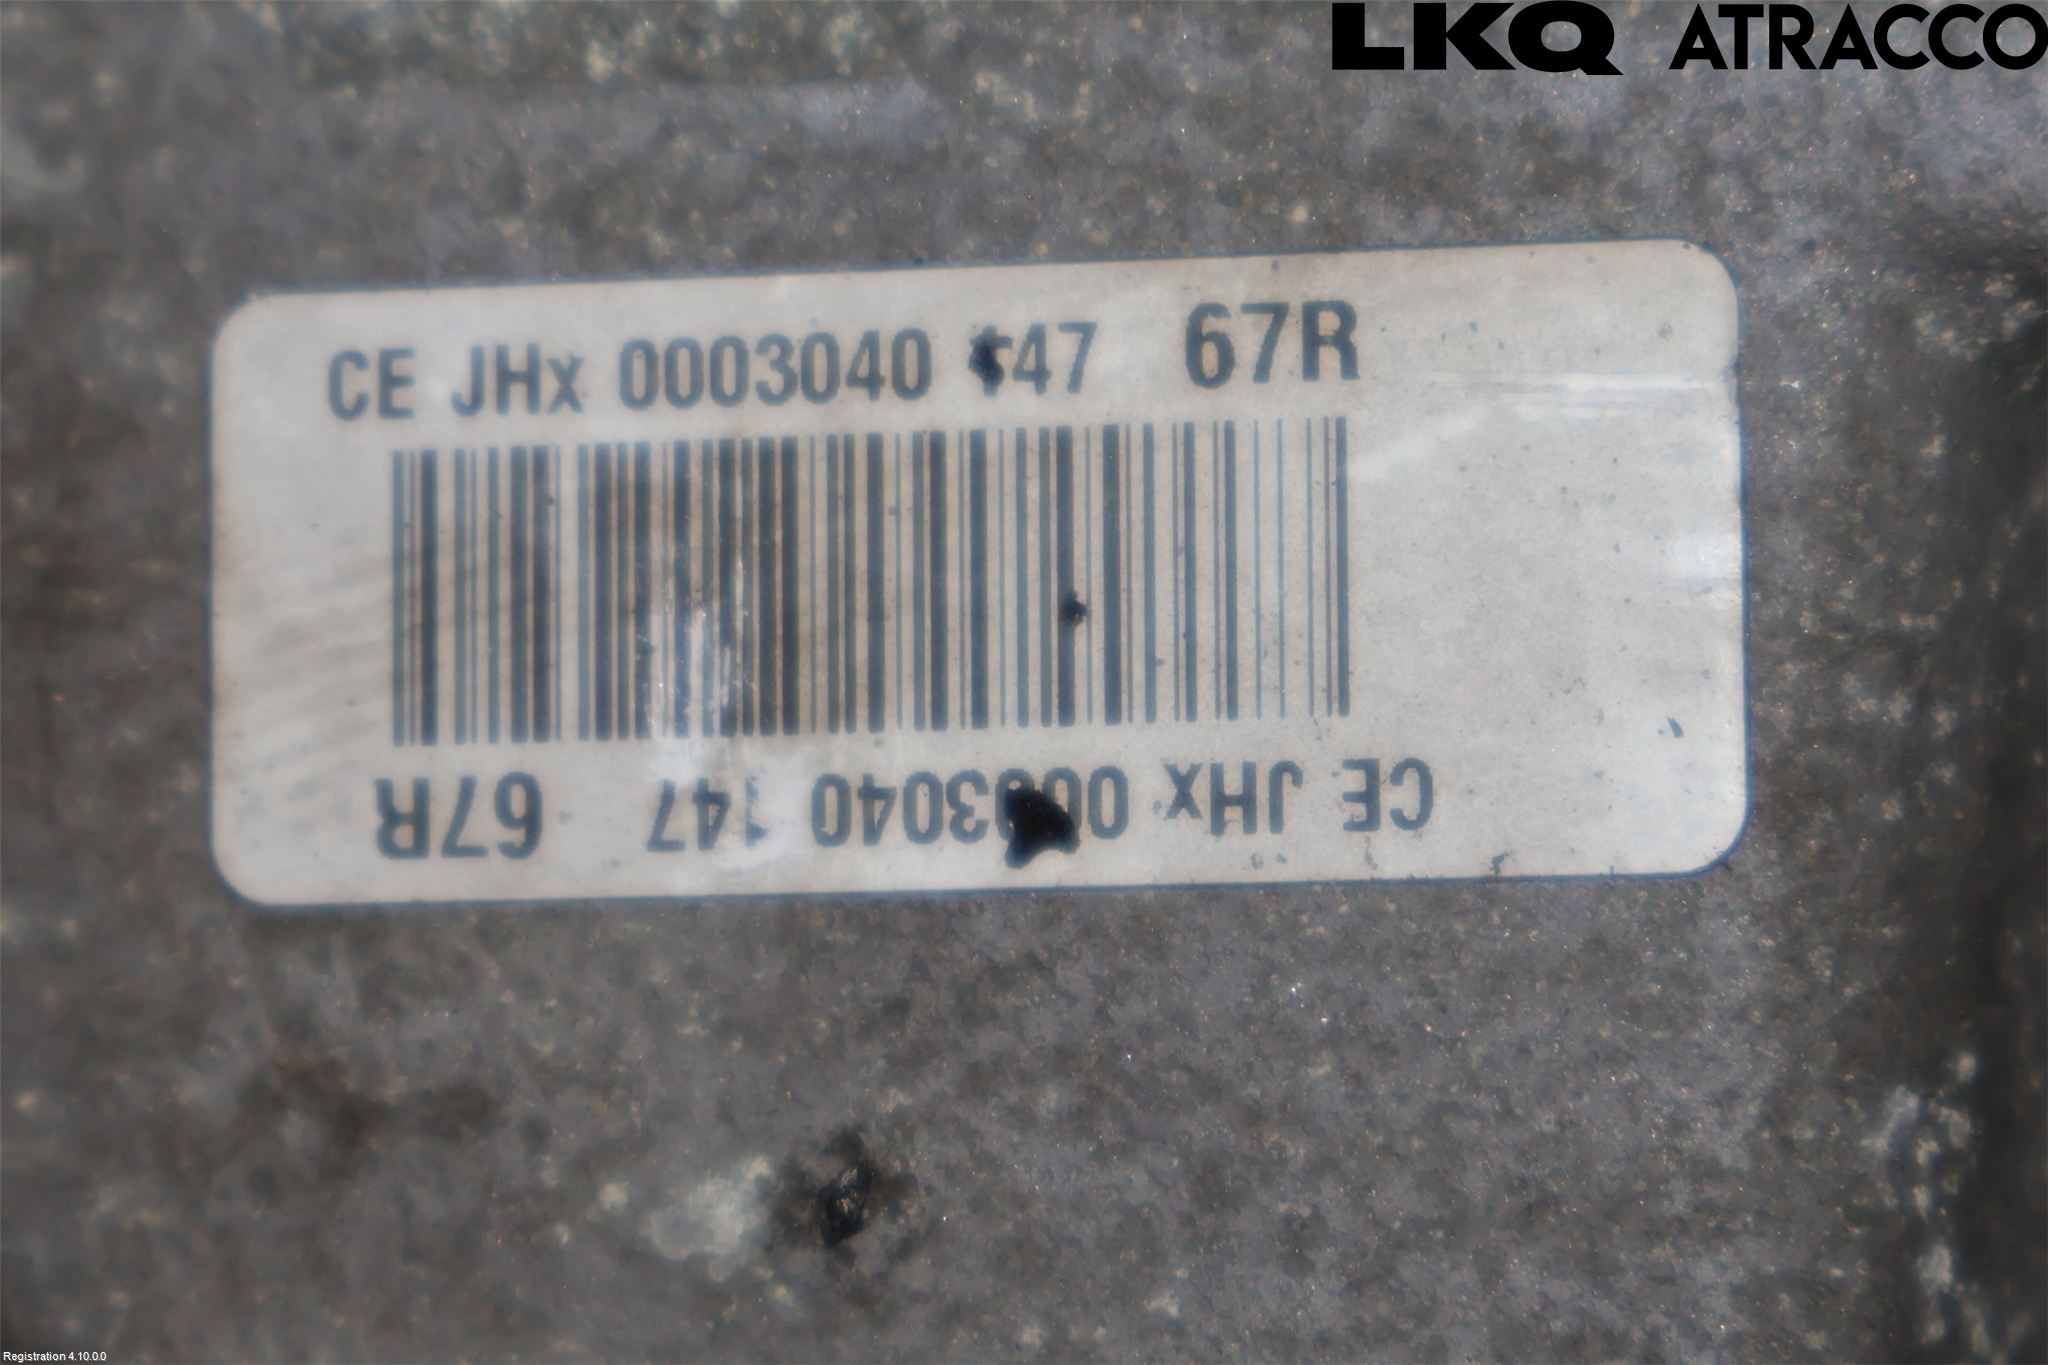 LKQ ATRACCO
CE JHx 0003040 147 67R
CE JHx 0003040 147 67R
Registration 4.10.0.0